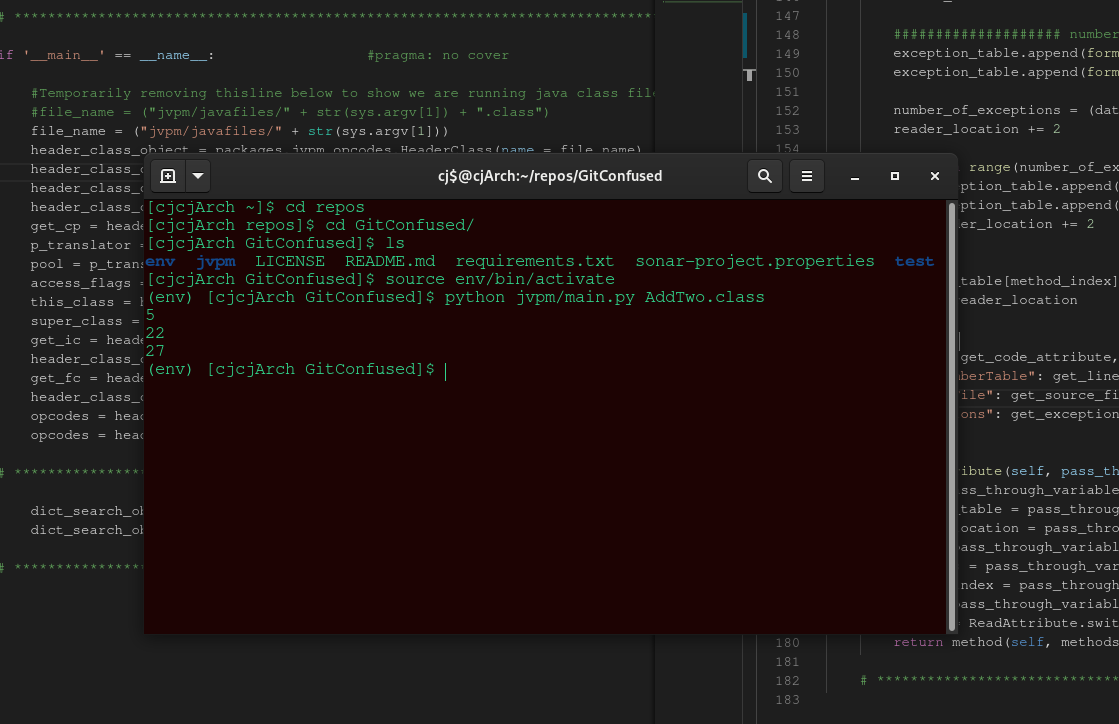 # ****************************************************************************
if '__main__' == __name__: #pragma: no cover
#Temporarily removing thisline below to show we are running java class fil
#file_name = ("jvpm/javafiles/" + str(sys.argv[1]) + ".class")
file_name = ("jvpm/javafiles/" + str(sys.argv[1]))
header_class_object = packages.jvpm.opcodes.HeaderClass(name = file_name)
header_class_
header_class_
header_class_
get_cp = heade
p_translator =
pool = p_tran
access_flags =
this_class =
super_class =
get_ic = heade
header_class_
get_fc = heade
header_class_
opcodes = head
opcodes = head
# ***************
dict_search_ob
dict_search_ob
# ***************
cj$@cjArch:~/repos/GitConfused
[cjcjArch ~]$ cd repos
[cjcjArch repos]$ cd GitConfused/
[cjcjArch GitConfused]$ ls
env jvpm LICENSE README.md requirements.txt sonar-project.properties test
[cjcjArch GitConfused]$ source env/bin/activate
(env) [cjcjArch GitConfused]$ python jvpm/main.py AddTwo.class
5
22
27
(env) [cjcjArch GitConfused]$
147
148 #################### number
149 exception_table.append(form
150 exception_table.append(form
151
152 number_of_exceptions = (dat
153 reader_location += 2
154
range(number_of_ex
ption_table.append(
ption_table.append(
er_location += 2
_table[method_index]
reader_location
get_code_attribute,
mberTable": get_line
ile": get_source_fi
ons": get_exception
ibute(self, pass_th
ss_through_variable
_table = pass_throug
ocation = pass_thro
pass_through_variabl
= pass_through_var
ndex = pass_through
pass_through_variabl
= ReadAttribute.swit
180 return method(self, methods
181
182 # *****************************
183